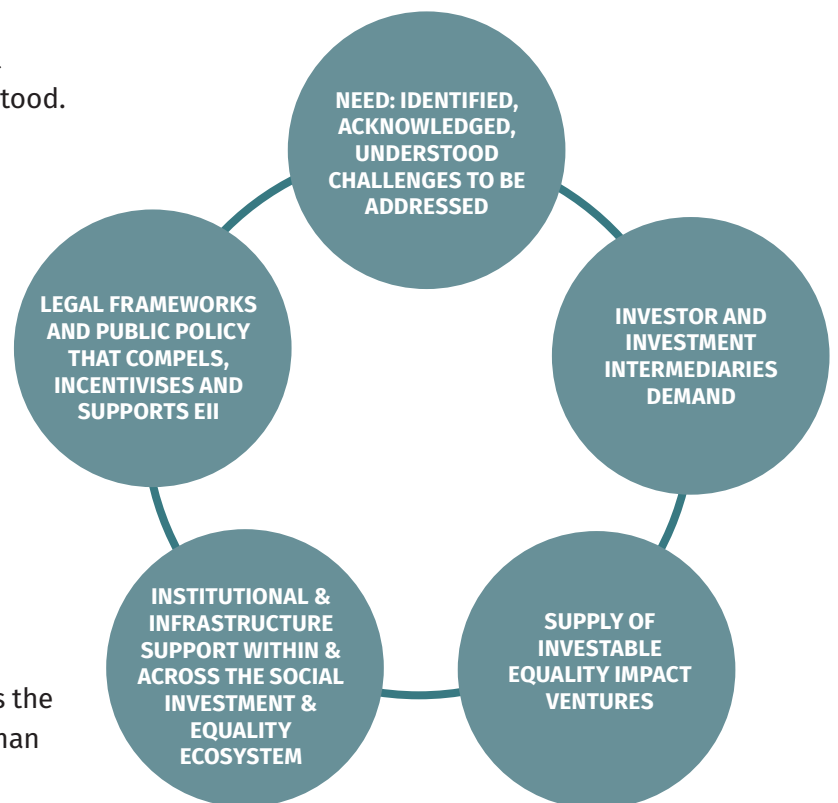 tood.
NEED: IDENTIFIED,
ACKNOWLEDGED,
UNDERSTOOD
CHALLENGES TO BE
ADDRESSED
LEGAL FRAMEWORKS
AND PUBLIC POLICY
THAT COMPELS,
INCENTIVISES AND
SUPPORTS EII
INVESTOR AND
INVESTMENT
INTERMEDIARIES
DEMAND
INSTITUTIONAL &
INFRASTRUCTURE
SUPPORT WITHIN &
ACROSS THE SOCIAL
INVESTMENT &
EQUALITY
ECOSYSTEM
SUPPLY OF
INVESTABLE
EQUALITY IMPACT
VENTURES
s the
nan